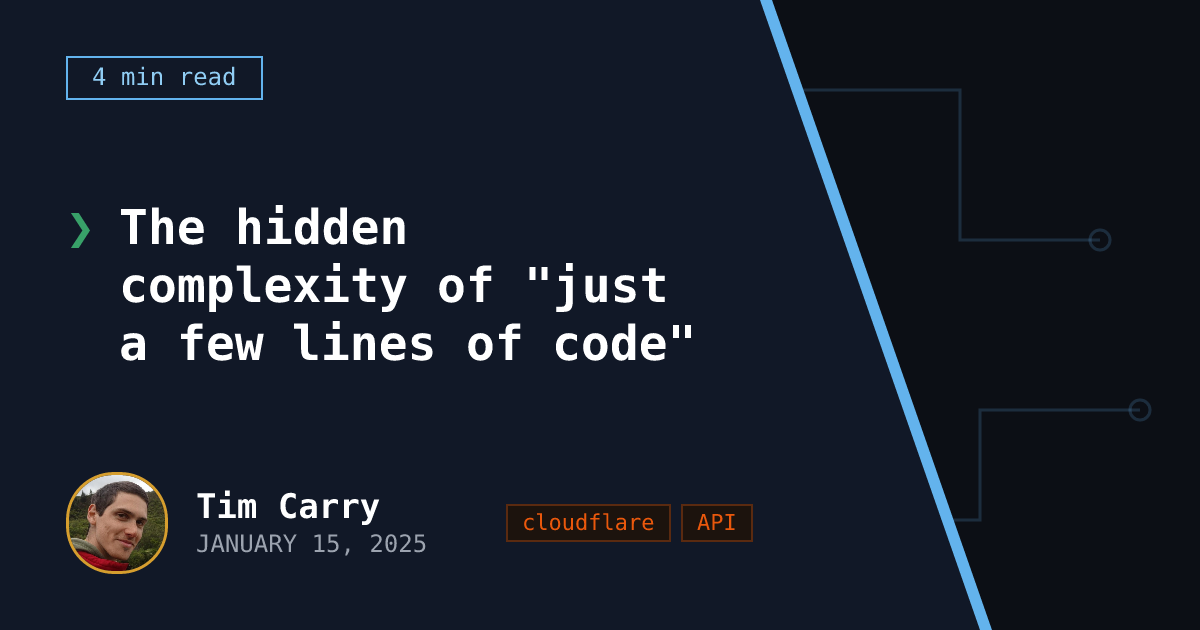 4 min read
❯ The hidden
complexity of "just
a few lines of code"
Tim Carry
JANUARY 15, 2025
cloudflare
API